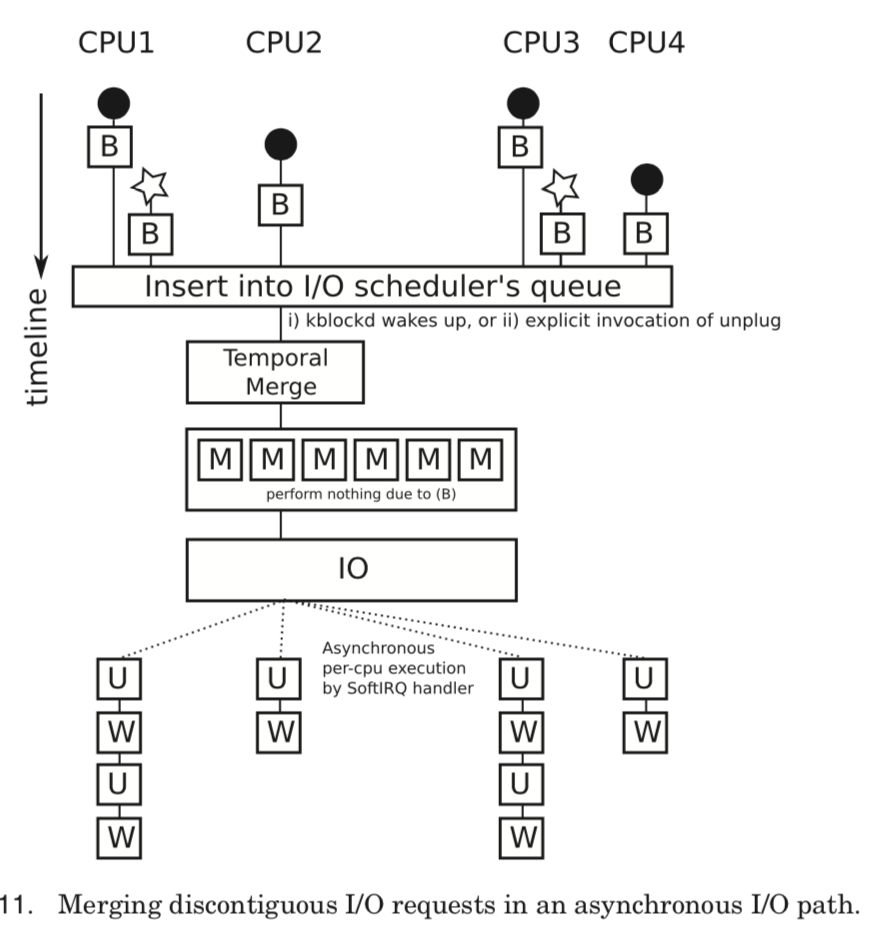 CPU1 CPU2 CPU3 CPU4
B B
B
B B B
timeline
Insert into I/O scheduler's queue
i) kblockd wakes up, or ii) explicit invocation of unplug
Temporal
Merge
M M M M M M
perform nothing due to (B)
IO
Asynchronous
per-cpu execution
by SoftIRQ handler
U U U U
W W W W
U U
W W
11. Merging discontiguous I/O requests in an asynchronous I/O path.